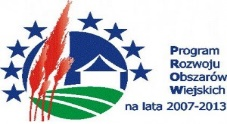 Program
Rozwoju
Obszarów
Wiejskich
na lata 2007-2013